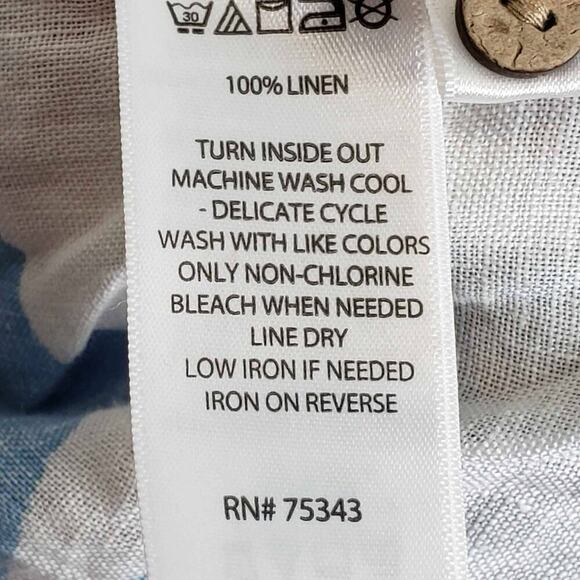 30
100% LINEN
TURN INSIDE OUT
MACHINE WASH COOL
- DELICATE CYCLE
WASH WITH LIKE COLORS
ONLY NON-CHLORINE
BLEACH WHEN NEEDED
LINE DRY
LOW IRON IF NEEDED
IRON ON REVERSE
RN# 75343